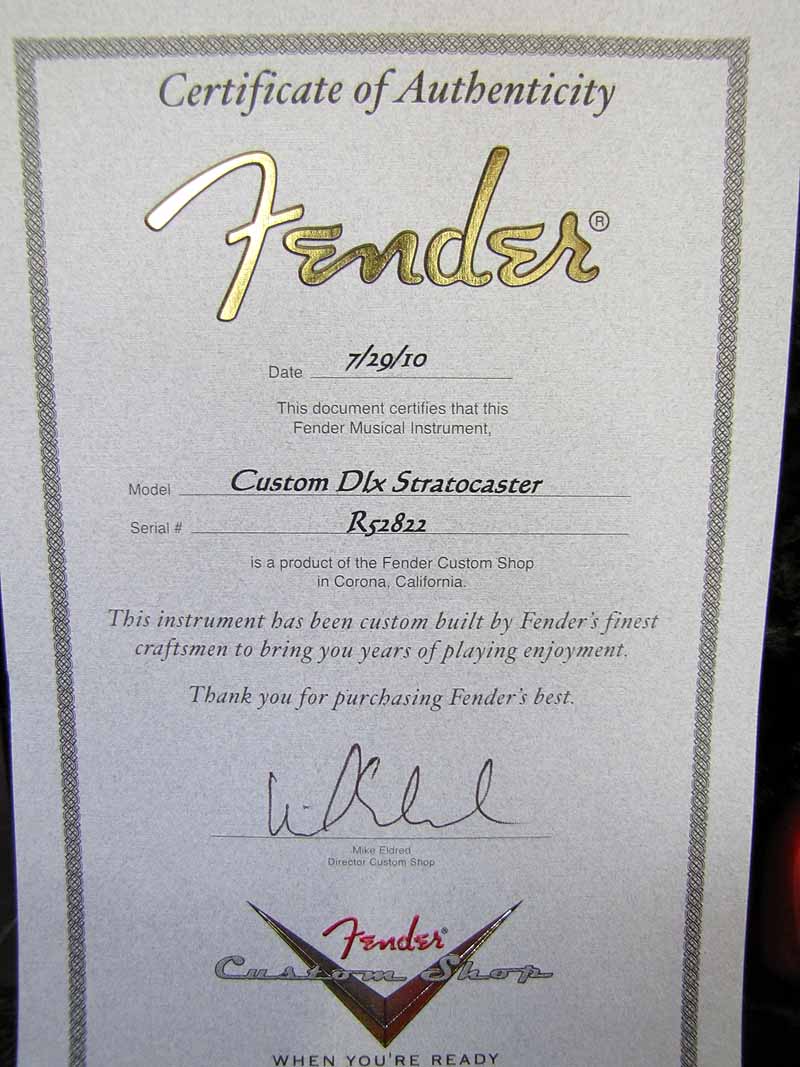 Certificate of Authenticity
Fender®
Date 7/29/10
This document certifies that this
Fender Musical Instrument,
Model Custom Dlx Stratocaster
Serial # R52822
is a product of the Fender Custom Shop
in Corona, California.
This instrument has been custom built by Fender's finest
craftsmen to bring you years of playing enjoyment.
Thank you for purchasing Fender's best.
Mike Eldred
Director Custom Shop
Fender®
Custom Shop
WHEN YOU'RE READY